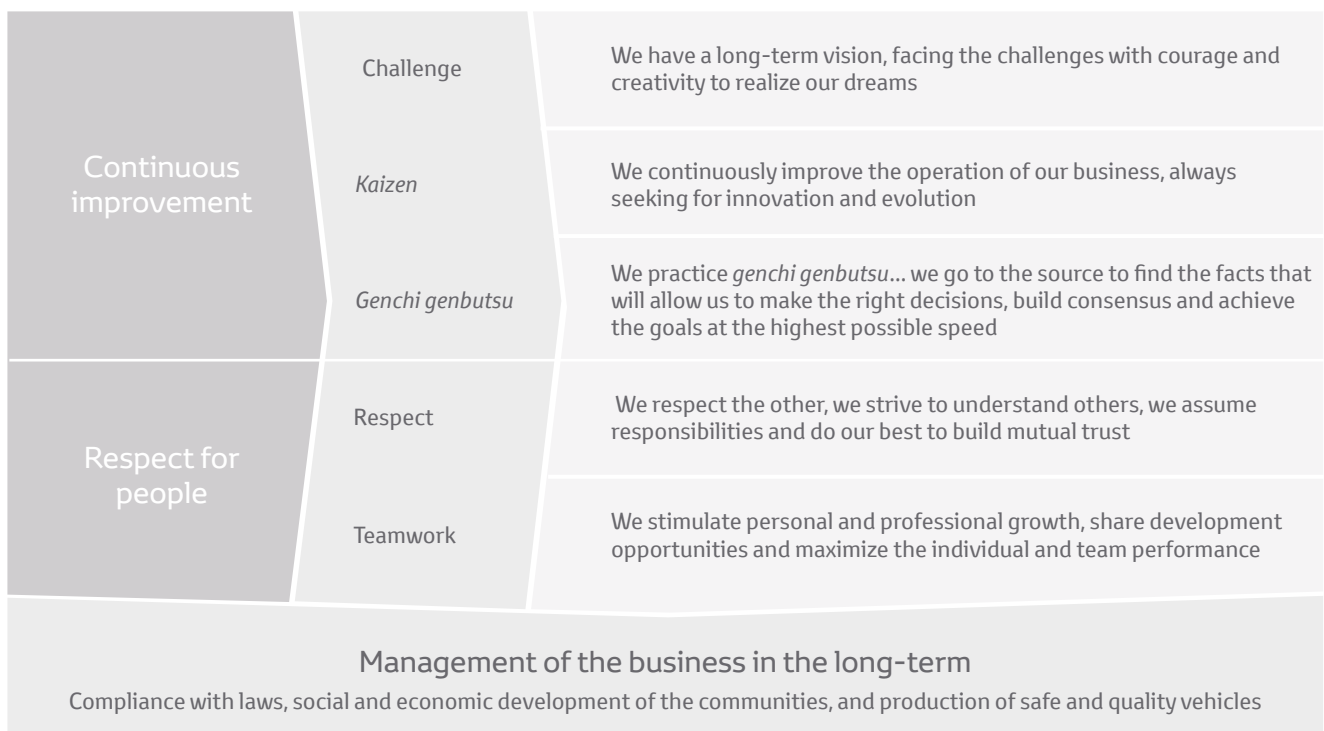 Continuous
improvement
Challenge
We have a long-term vision, facing the challenges with courage and
creativity to realize our dreams
Kaizen
We continuously improve the operation of our business, always
seeking for innovation and evolution
Genchi genbutsu
We practice genchi genbutsu... we go to the source to find the facts that
will allow us to make the right decisions, build consensus and achieve
the goals at the highest possible speed
Respect for
people
Respect
We respect the other, we strive to understand others, we assume
responsibilities and do our best to build mutual trust
Teamwork
We stimulate personal and professional growth, share development
opportunities and maximize the individual and team performance
Management of the business in the long-term
Compliance with laws, social and economic development of the communities, and production of safe and quality vehicles